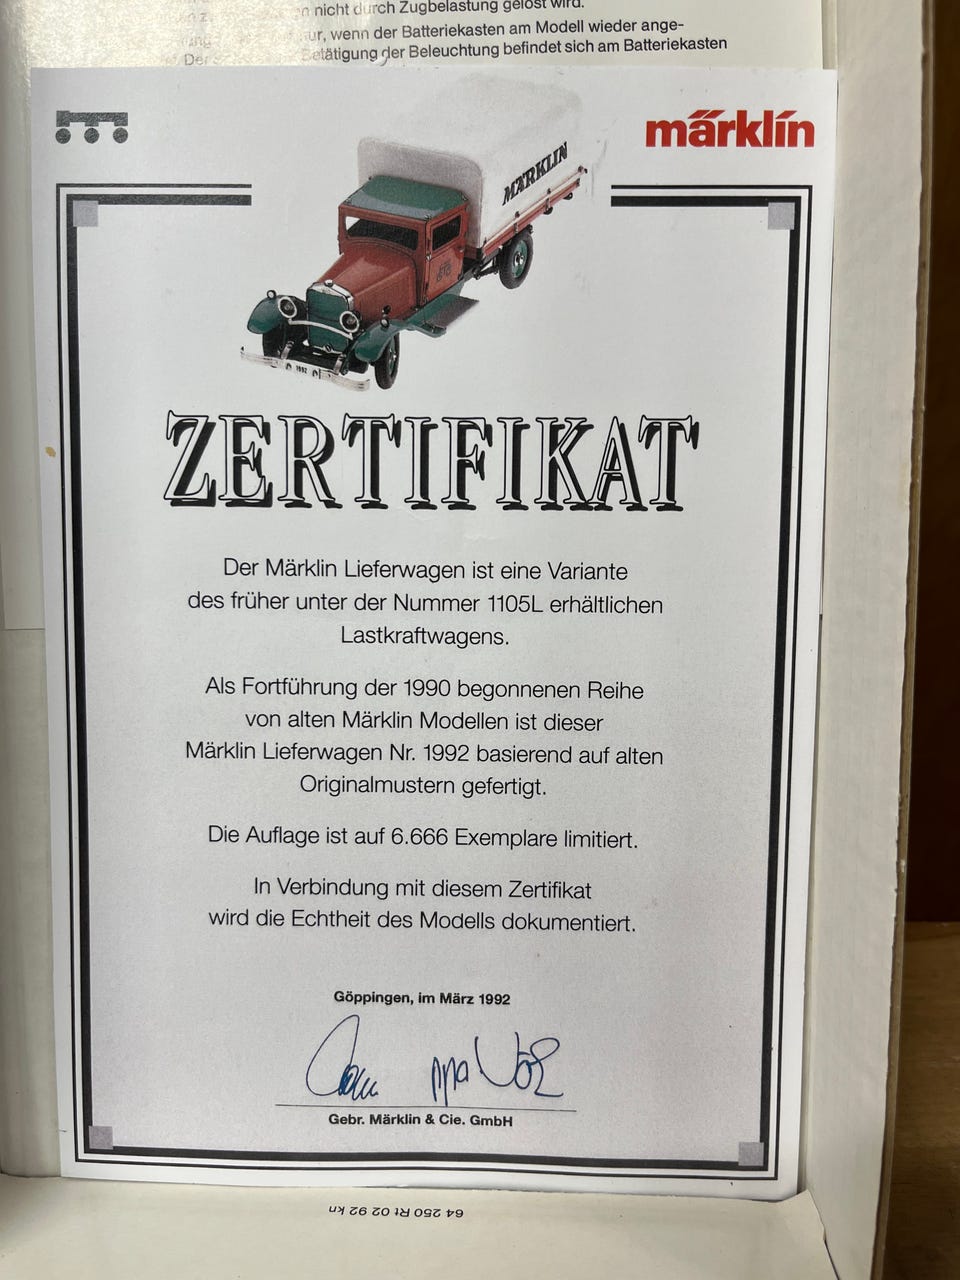 nicht durch Zugbelastung gelöst wird.
nur, wenn der Batteriekasten am Modell wieder ange-
Betätigung der Beleuchtung befindet sich am Batteriekasten
märklín
MÄRKLIN
1992
ZERTIFIKAT
Der Märklin Lieferwagen ist eine Variante
des früher unter der Nummer 1105L erhältlichen
Lastkraftwagens.
Als Fortführung der 1990 begonnenen Reihe
von alten Märklin Modellen ist dieser
Märklin Lieferwagen Nr. 1992 basierend auf alten
Originalmustern gefertigt.
Die Auflage ist auf 6.666 Exemplare limitiert.
In Verbindung mit diesem Zertifikat
wird die Echtheit des Modells dokumentiert.
Göppingen, im März 1992
ppa
Gebr. Märklin & Cie. GmbH
64 250 Rt 02 92 kn